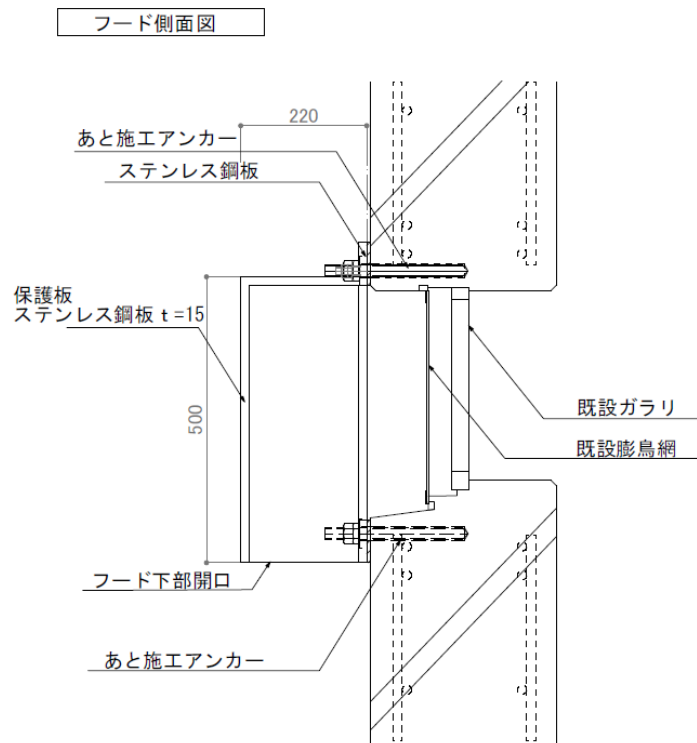 フード側面図
220
あと施工アンカー
ステンレス鋼板
保護板
ステンレス鋼板 t=15
500
既設ガラリ
既設膨鳥網
フード下部開口
あと施工アンカー